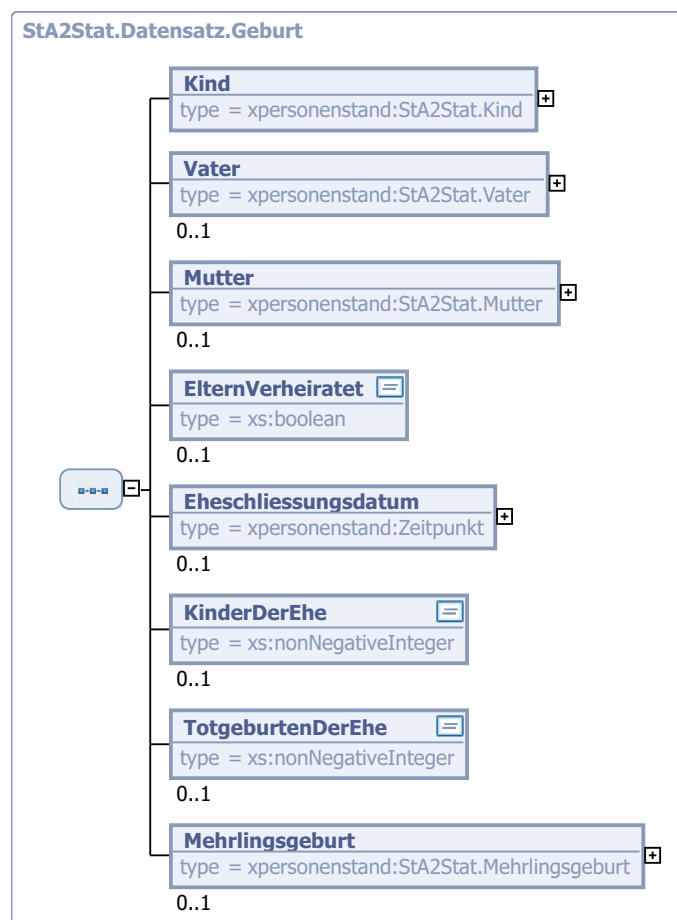 StA2Stat.Datensatz.Geburt
Kind
type = xpersonenstand:StA2Stat.Kind
Vater
type = xpersonenstand:StA2Stat.Vater
0..1
Mutter
type = xpersonenstand:StA2Stat.Mutter
0..1
ElternVerheiratet
type = xs:boolean
0..1
Eheschliessungsdatum
type = xpersonenstand:Zeitpunkt
0..1
KinderDerEhe
type = xs:nonNegativeInteger
0..1
TotgeburtenDerEhe
type = xs:nonNegativeInteger
0..1
Mehrlingsgeburt
type = xpersonenstand:StA2Stat.Mehrlingsgeburt
0..1